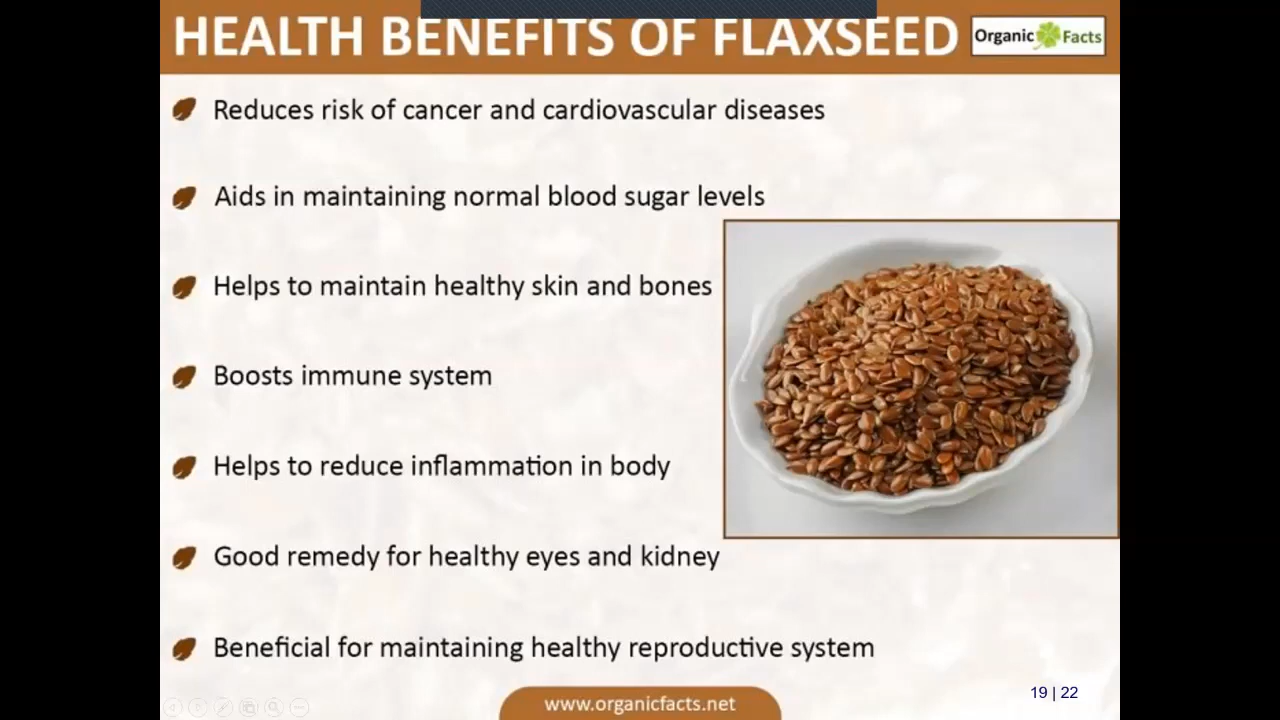 HEALTH BENEFITS OF FLAXSEED
Organic Facts
Reduces risk of cancer and cardiovascular diseases
Aids in maintaining normal blood sugar levels
Helps to maintain healthy skin and bones
Boosts immune system
Helps to reduce inflammation in body
Good remedy for healthy eyes and kidney
Beneficial for maintaining healthy reproductive system
19 | 22
www.organicfacts.net